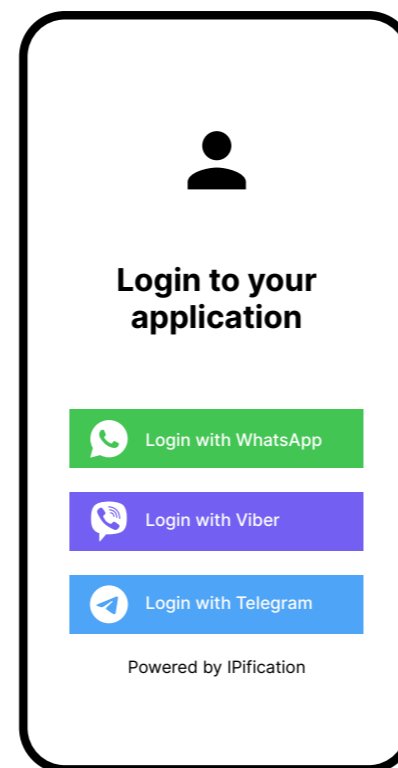 Login to your
application
Login with WhatsApp
Login with Viber
Login with Telegram
Powered by IPification